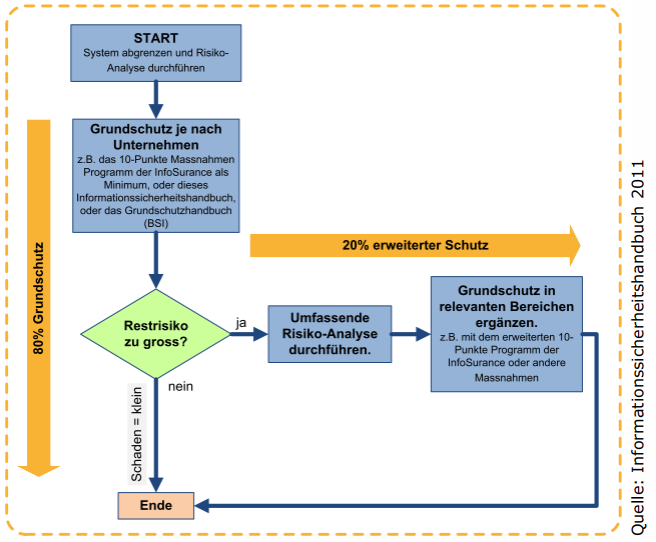 START
System abgrenzen und Risiko-
Analyse durchführen
Grundschutz je nach
Unternehmen
z.B. das 10-Punkte Massnahmen
Programm der InfoSurance als
Minimum, oder dieses
Informationssicherheitshandbuch,
oder das Grundschutzhandbuch
(BSI)
80% Grundschutz
20% erweiterter Schutz
Restrisiko
zu gross?
ja
Umfassende
Risiko-Analyse
durchführen.
Grundschutz in
relevanten Bereichen
ergänzen.
z.B. mit dem erweiterten 10-
Punkte Programm der
InfoSurance oder andere
Massnahmen
nein
Schaden = klein
Ende
Quelle: Informationssicherheitshandbuch 2011